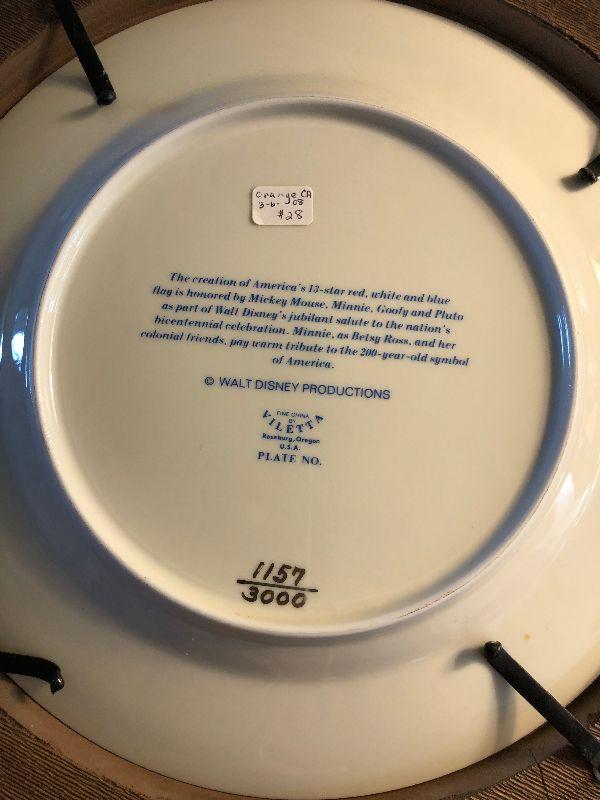 Orange CA
3-6-08
$28
The creation of America's 13-star red, white and blue
flag is honored by Mickey Mouse, Minnie, Goofy and Pluto
as part of Walt Disney's jubilant salute to the nation's
bicentennial celebration. Minnie, as Betsy Ross, and her
colonial friends, pay warm tribute to the 200-year-old symbol
of America.
© WALT DISNEY PRODUCTIONS
FINE CHINA
BY
VILETTA
Roseburg, Oregon
U.S.A.
PLATE NO.
1157
3000